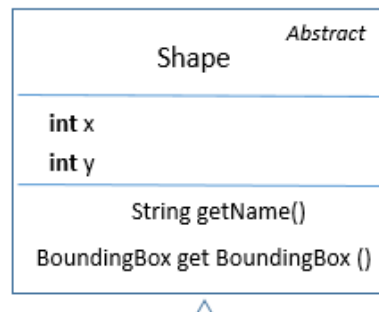 Abstract
Shape
int x
int y
String getName()
BoundingBox get BoundingBox ()